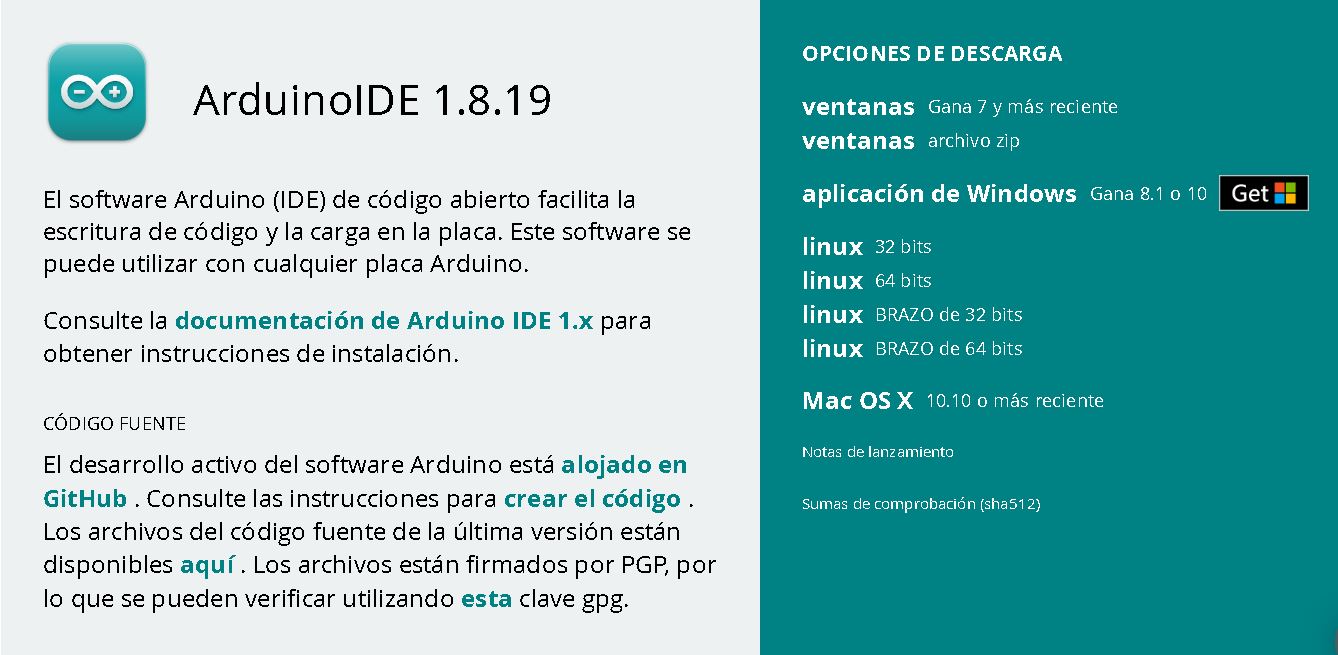 ArduinoIDE 1.8.19
El software Arduino (IDE) de código abierto facilita la
escritura de código y la carga en la placa. Este software se
puede utilizar con cualquier placa Arduino.
Consulte la documentación de Arduino IDE 1.x para
obtener instrucciones de instalación.
CÓDIGO FUENTE
El desarrollo activo del software Arduino está alojado en
GitHub . Consulte las instrucciones para crear el código .
Los archivos del código fuente de la última versión están
disponibles aquí . Los archivos están firmados por PGP, por
lo que se pueden verificar utilizando esta clave gpg.
OPCIONES DE DESCARGA
ventanas Gana 7 y más reciente
ventanas archivo zip
aplicación de Windows Gana 8.1 o 10 Get
linux 32 bits
linux 64 bits
linux BRAZO de 32 bits
linux BRAZO de 64 bits
Mac OS X 10.10 o más reciente
Notas de lanzamiento
Sumas de comprobación (sha512)